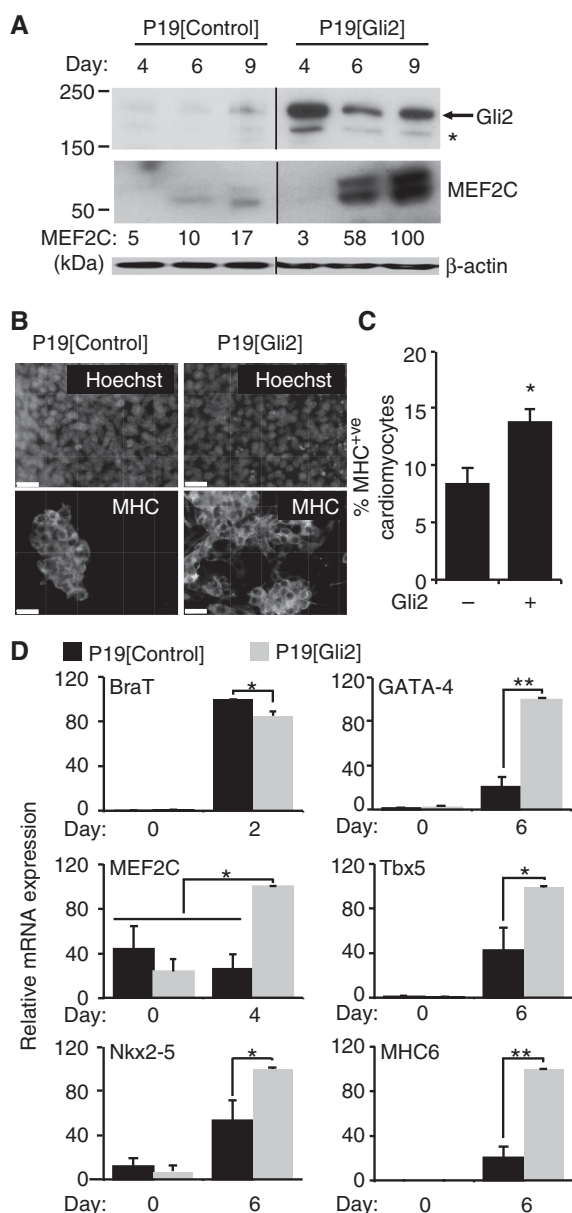 A
P19[Control] P19[Gli2]
Day: 4 6 9 4 6 9
250
Gli2
*
150
MEF2C
50
MEF2C: 5 10 17 3 58 100
(kDa)
β-actin
B
P19[Control] P19[Gli2]
Hoechst Hoechst
MHC MHC
C
% MHC+ve
cardiomyocytes
20
15
10
5
0
*
Gli2 – +
D
P19[Control] P19[Gli2]
Relative mRNA expression
BraT
120
80
40
0
*
Day: 0 2
GATA-4
120
80
40
0
**
Day: 0 6
MEF2C
120
80
40
0
*
Day: 0 4
Tbx5
120
80
40
0
*
Day: 0 6
Nkx2-5
120
80
40
0
*
Day: 0 6
MHC6
120
80
40
0
**
Day: 0 6